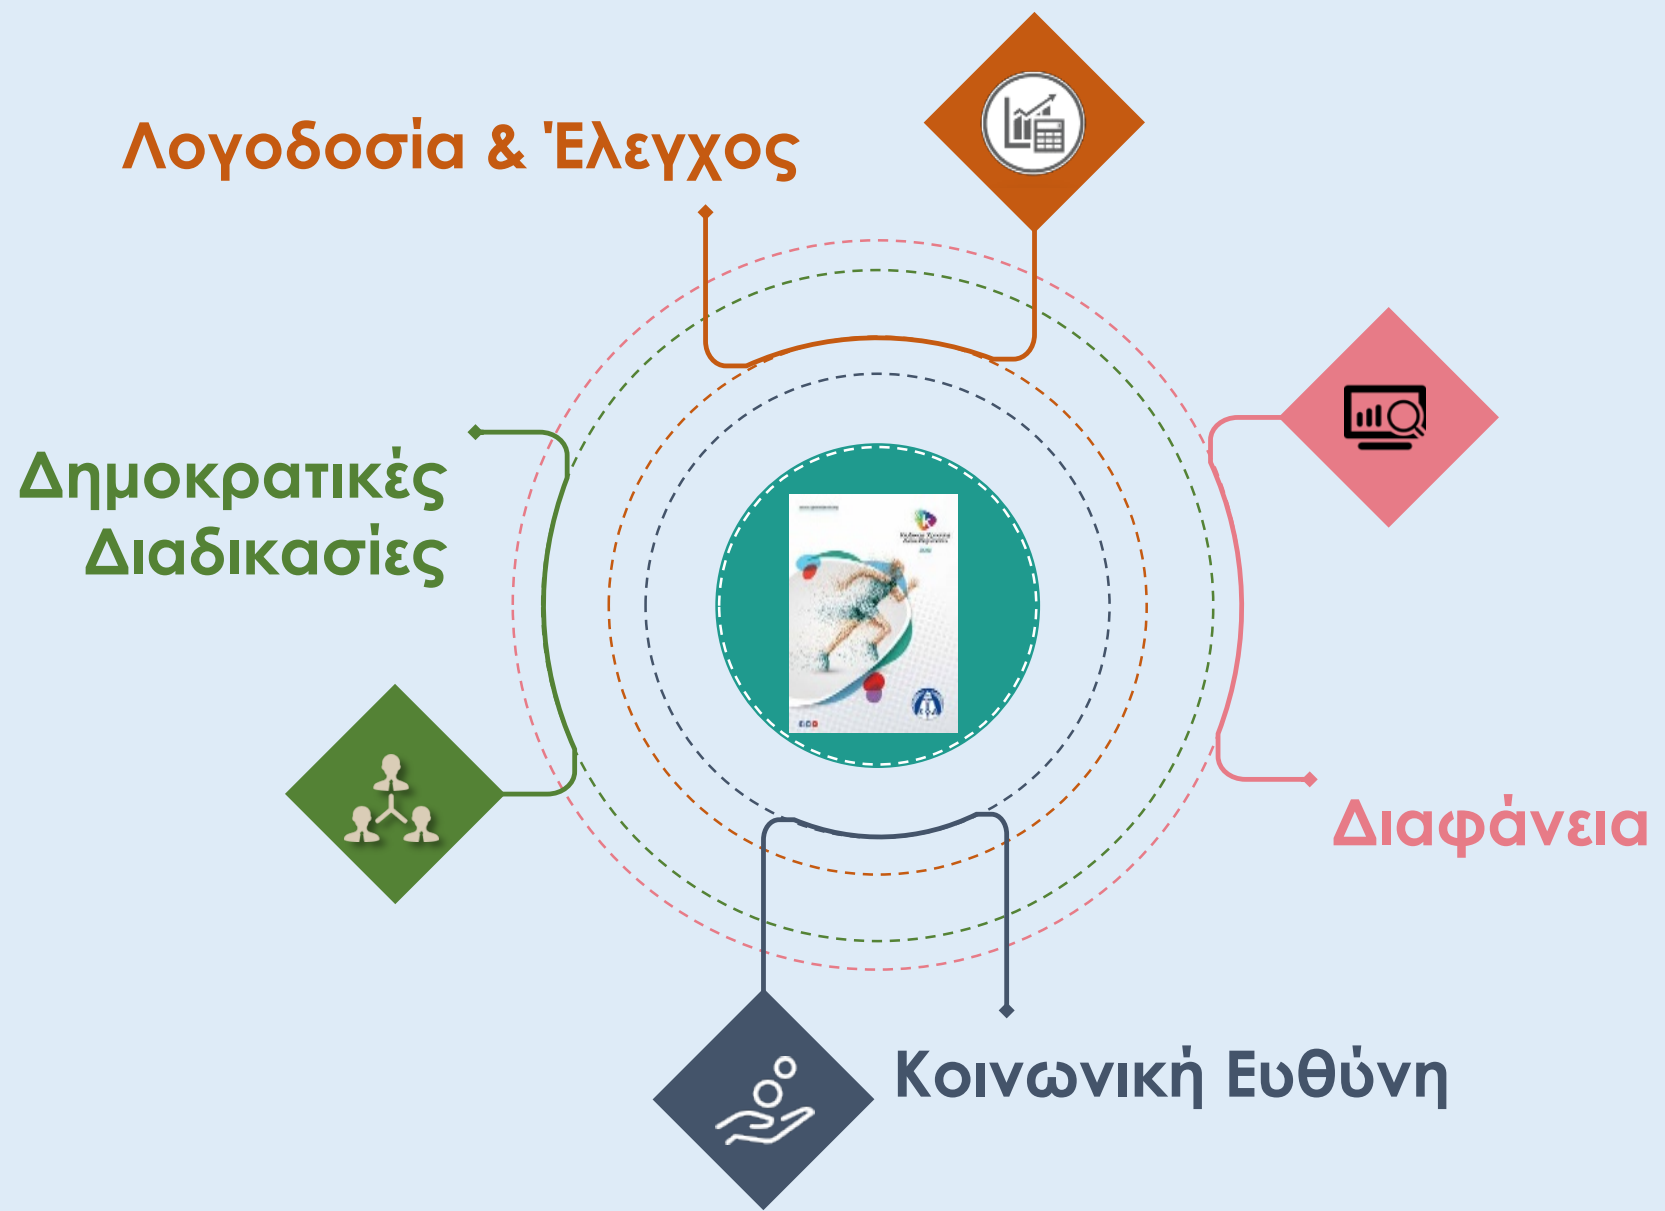 Λογοδοσία & Έλεγχος
Δημοκρατικές
Διαδικασίες
Διαφάνεια
Κοινωνική Ευθύνη